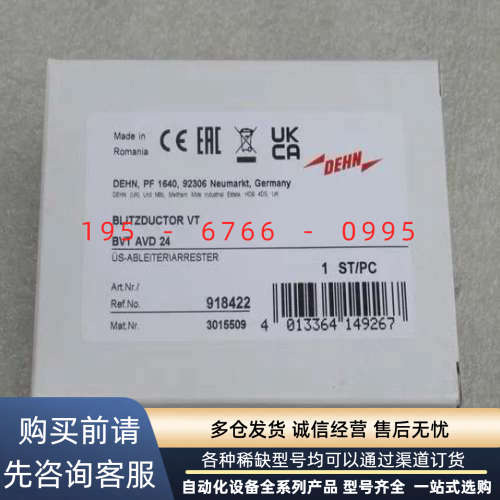 Made in
Romania
CE EAC UK CA
DEHN
DEHN, PF 1640, 92306 Neumarkt, Germany
BLITZDUCTOR VT
195 - 6766 - 0995
BVT AVD 24
ÜS-ABLEITER/ARRESTER
1 ST/PC
Art.Nr./
Ref.No. 918422
Mat.Nr. 3015509
4 013364 149267
购买前请
先咨询客服
多仓发货 诚信经营 售后无忧
各种稀缺型号均可以通过渠道订货
自动化设备全系列产品 型号齐全 一站式选购